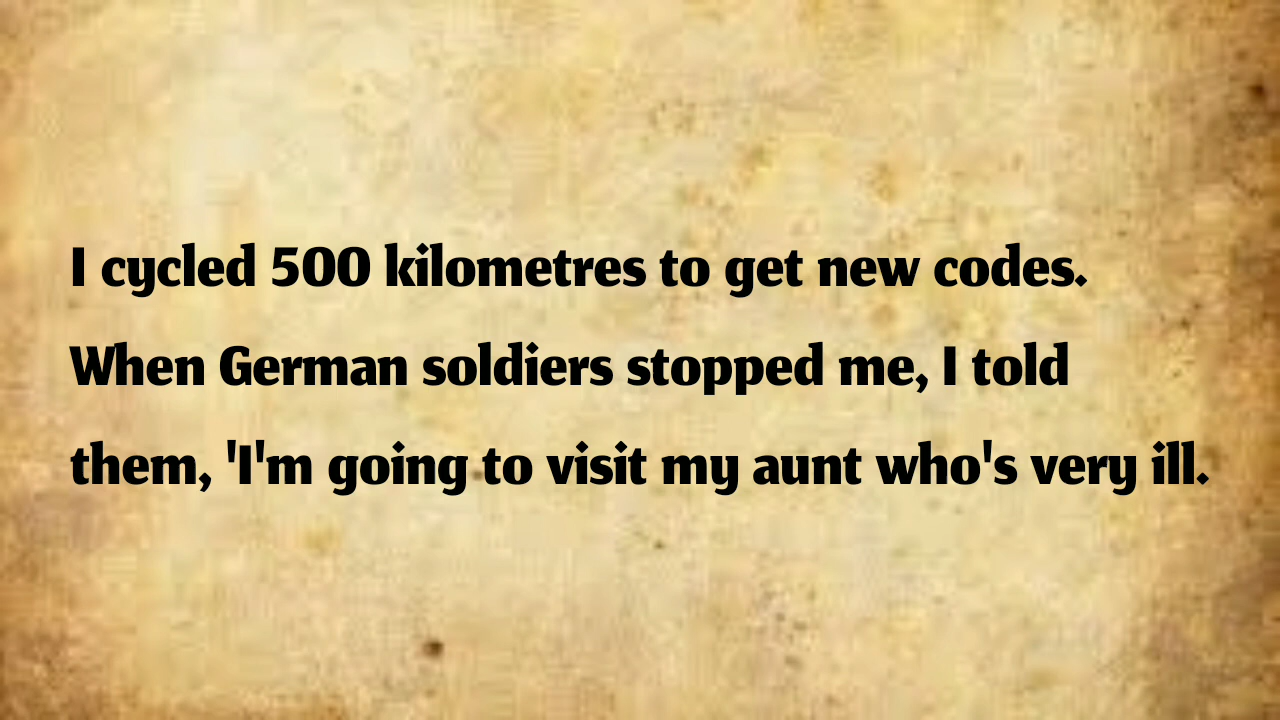 I cycled 500 kilometres to get new codes.
When German soldiers stopped me, I told
them, 'I'm going to visit my aunt who's very ill.